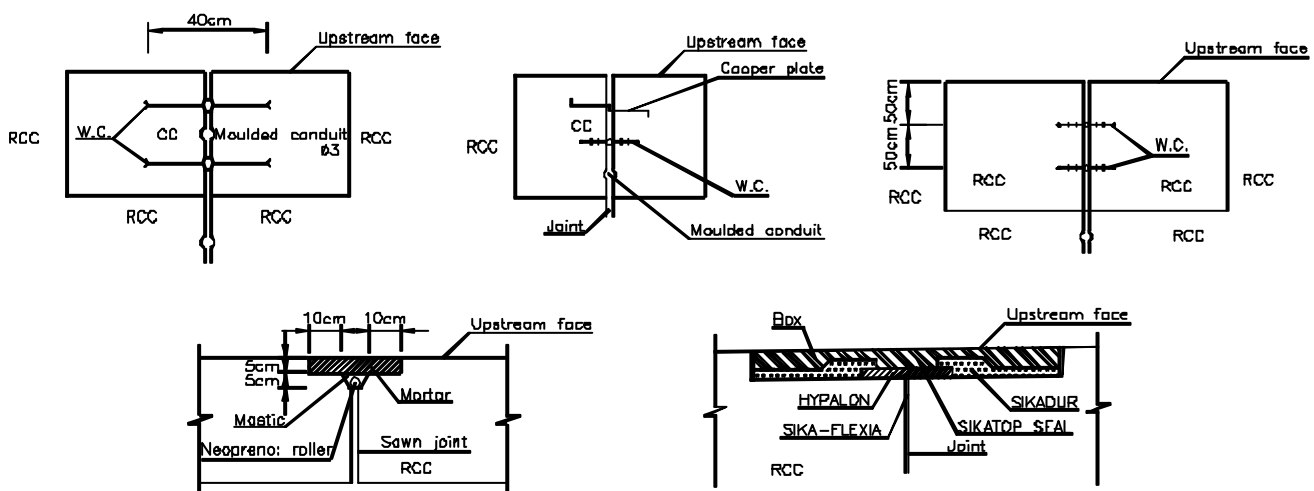 40cm
Upstream face
W.C.
CC
Moulded conduit
Ø3
RCC
RCC
RCC
RCC
Upstream face
Cooper plate
CC
RCC
W.C.
Joint
Moulded conduit
Upstream face
50cm
50cm
W.C.
RCC
RCC
RCC
RCC
RCC
RCC
10cm
10cm
Upstream face
5cm
5cm
Mortar
Mastic
Neoprene roller
Sawn joint
RCC
Box
Upstream face
HYPALON
SIKADUR
SIKA-FLEXIA
SIKATOP SEAL
Joint
RCC